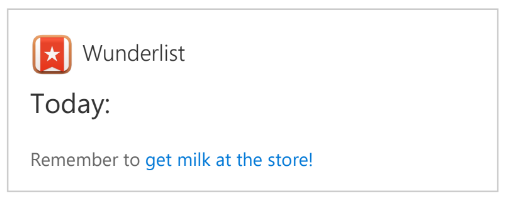 Wunderlist
Today:
Remember to get milk at the store!